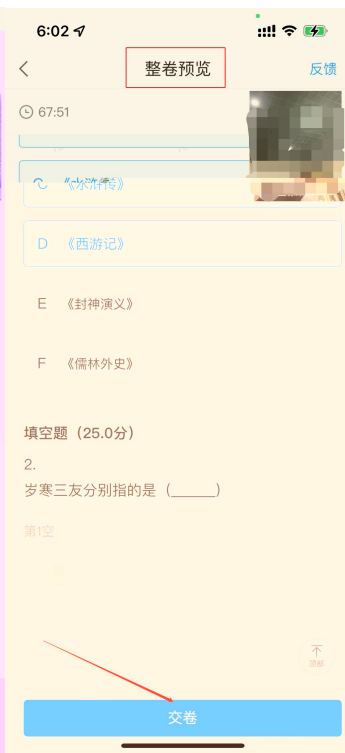 6:02
整卷预览
反馈
67:51
C 《水浒传》
D 《西游记》
E 《封神演义》
F 《儒林外史》
填空题（25.0分）
2.
岁寒三友分别指的是（______）
第1空
顶部
交卷